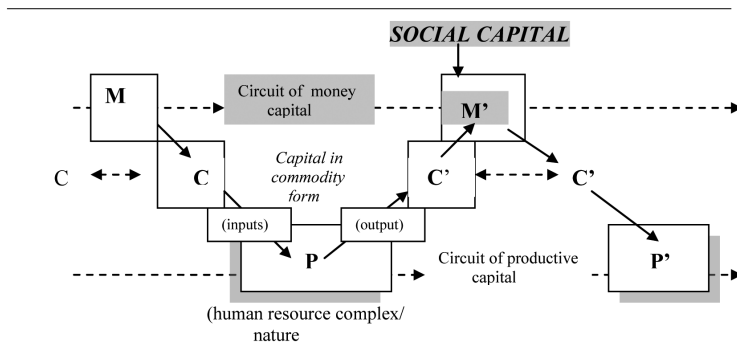 SOCIAL CAPITAL
M
Circuit of money
capital
M’
C
C
Capital in
commodity
form
C’
C’
(inputs)
(output)
P
Circuit of productive
capital
P’
(human resource complex/
nature